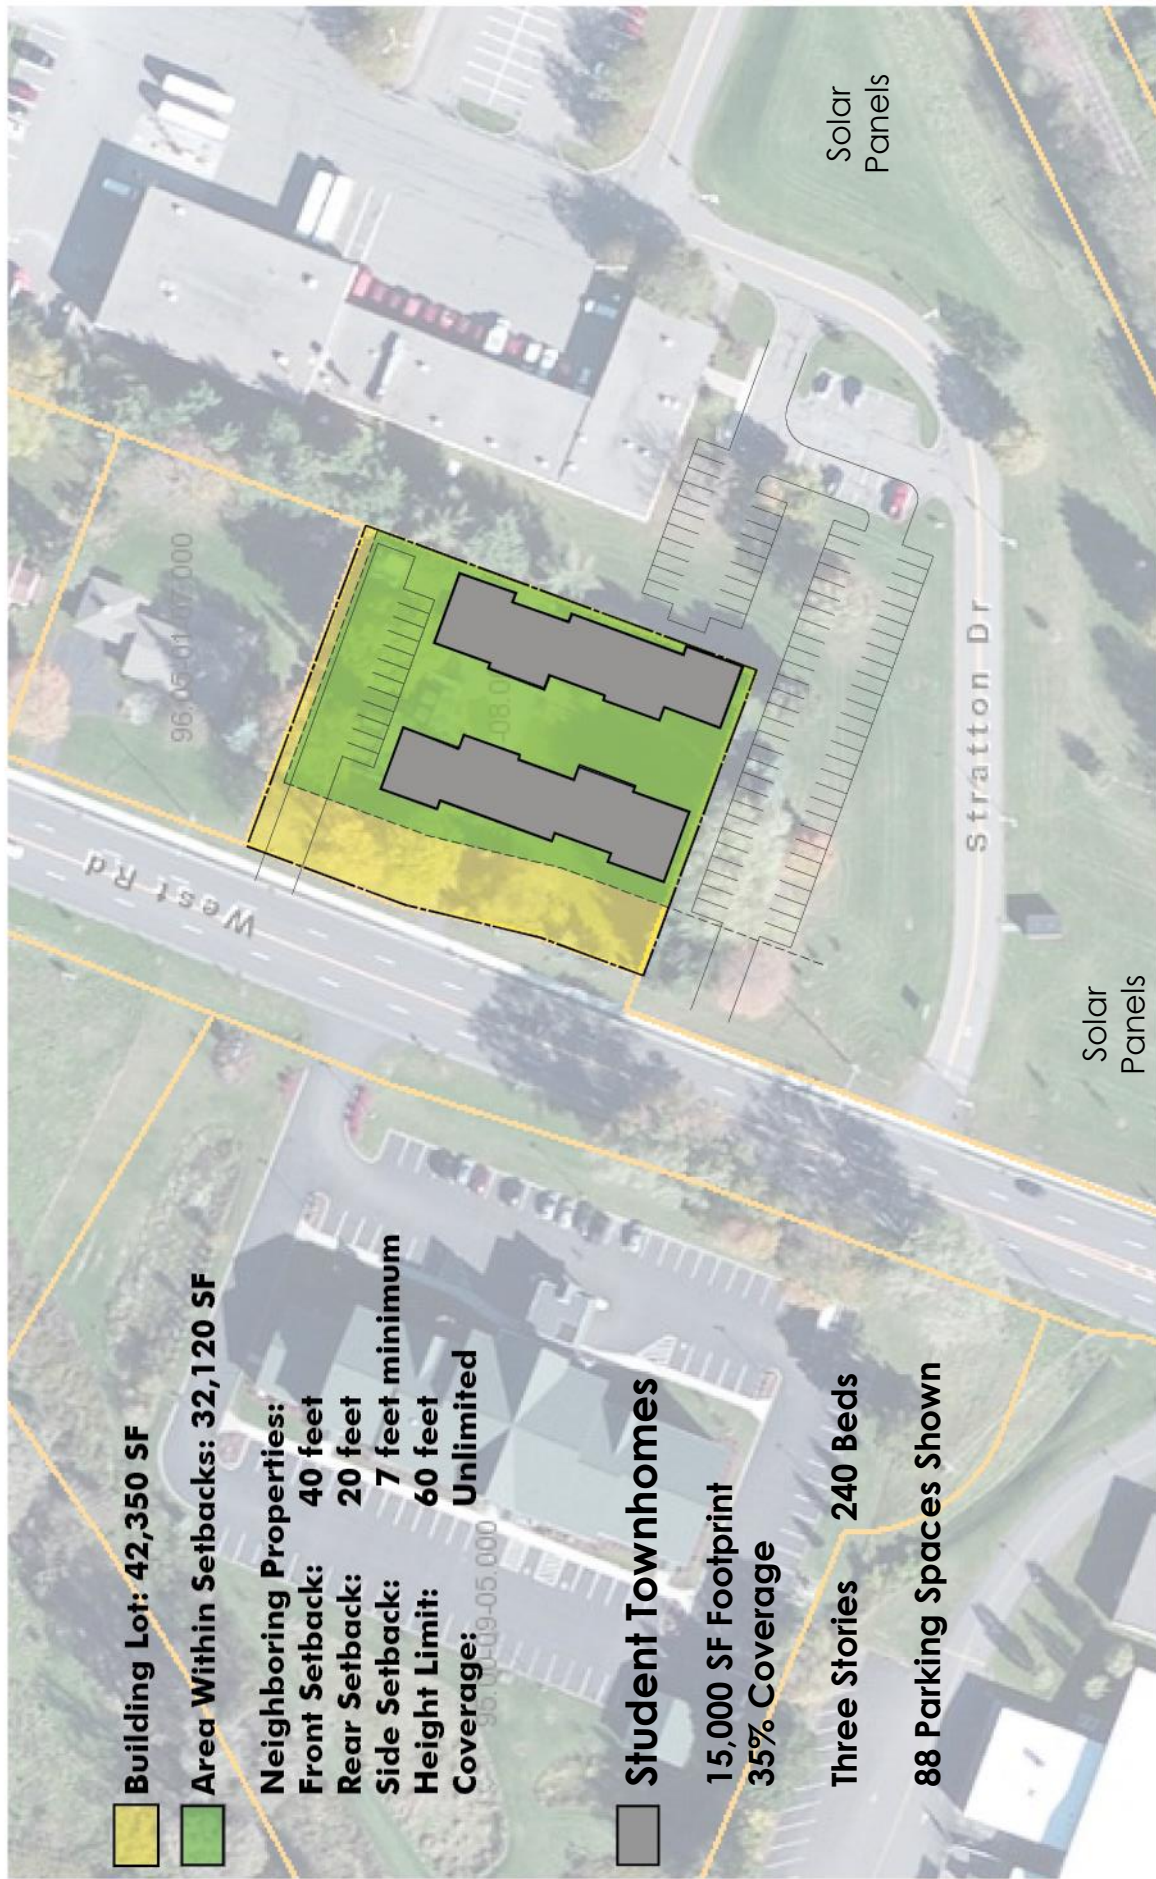 Building Lot: 42,350 SF
Area Within Setbacks: 32,120 SF
Neighboring Properties:
Front Setback: 40 feet
Rear Setback: 20 feet
Side Setback: 7 feet minimum
Height Limit: 60 feet
Coverage: Unlimited
Student Townhomes
15,000 SF Footprint
35% Coverage
Three Stories 240 Beds
88 Parking Spaces Shown
West Rd
Stratton Dr
Solar
Panels
Solar
Panels